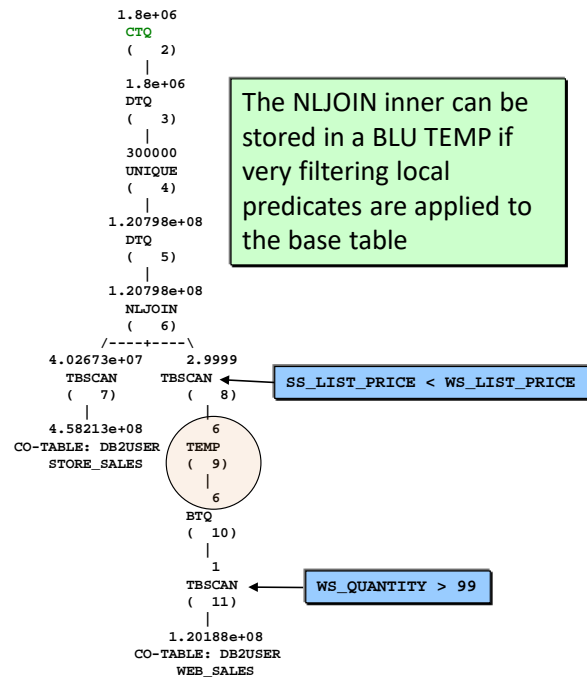 1.8e+06
CTQ
( 2)
|
1.8e+06
DTQ
( 3)
|
300000
UNIQUE
( 4)
|
1.20798e+08
DTQ
( 5)
|
1.20798e+08
NLJOIN
( 6)
/----+----\
4.02673e+07 2.9999
TBSCAN TBSCAN
( 7) ( 8)
| |
4.58213e+08 6
CO-TABLE: DB2USER TEMP
STORE_SALES ( 9)
|
6
BTQ
( 10)
|
1
TBSCAN
( 11)
|
1.20188e+08
CO-TABLE: DB2USER
WEB_SALES
The NLJOIN inner can be
stored in a BLU TEMP if
very filtering local
predicates are applied to
the base table
SS_LIST_PRICE < WS_LIST_PRICE
WS_QUANTITY > 99